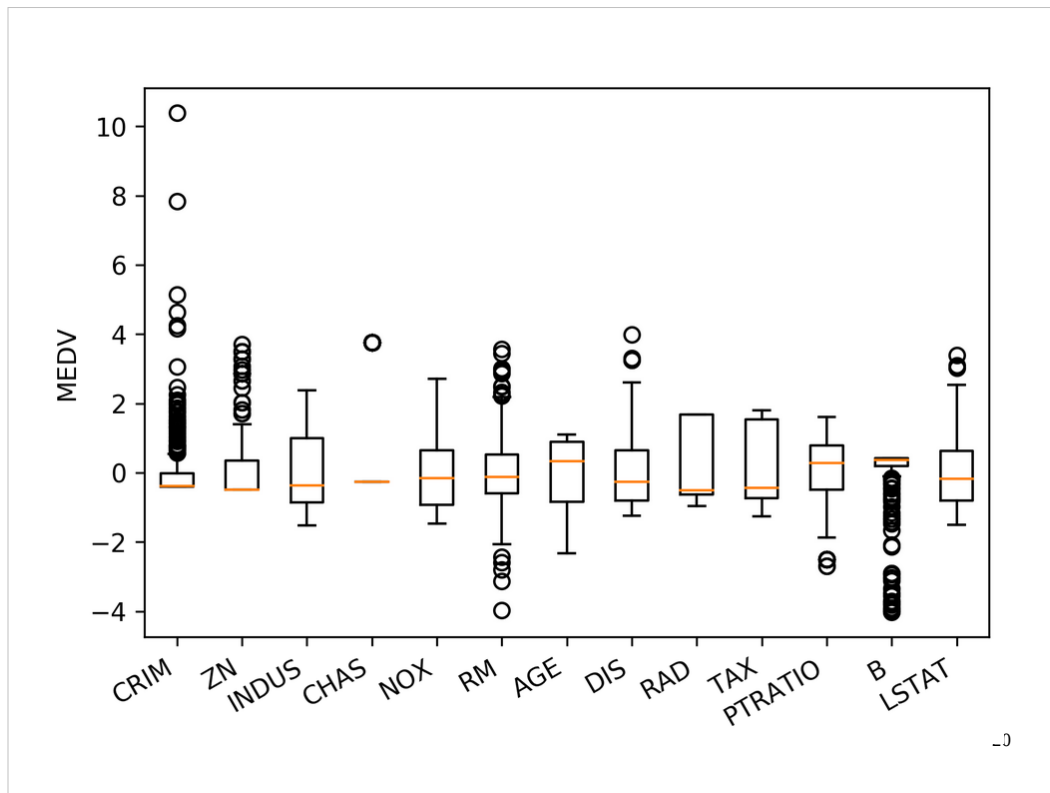 10
8
6
4
2
0
−2
−4
MEDV
CRIM
ZN
INDUS
CHAS
NOX
RM
AGE
DIS
RAD
TAX
PTRATIO
B
LSTAT